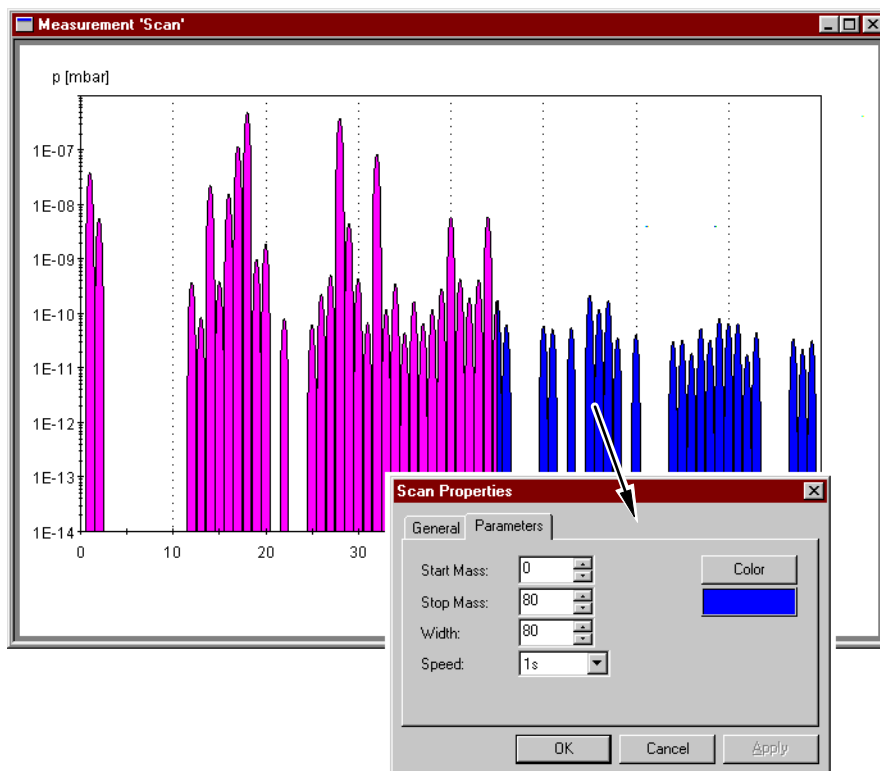 Measurement 'Scan'
p [mbar]
1E-07
1E-08
1E-09
1E-10
1E-11
1E-12
1E-13
1E-14
0 10 20 30
Scan Properties
General Parameters
Start Mass: 0 Color
Stop Mass: 80
Width: 80
Speed: 1s
OK Cancel Apply